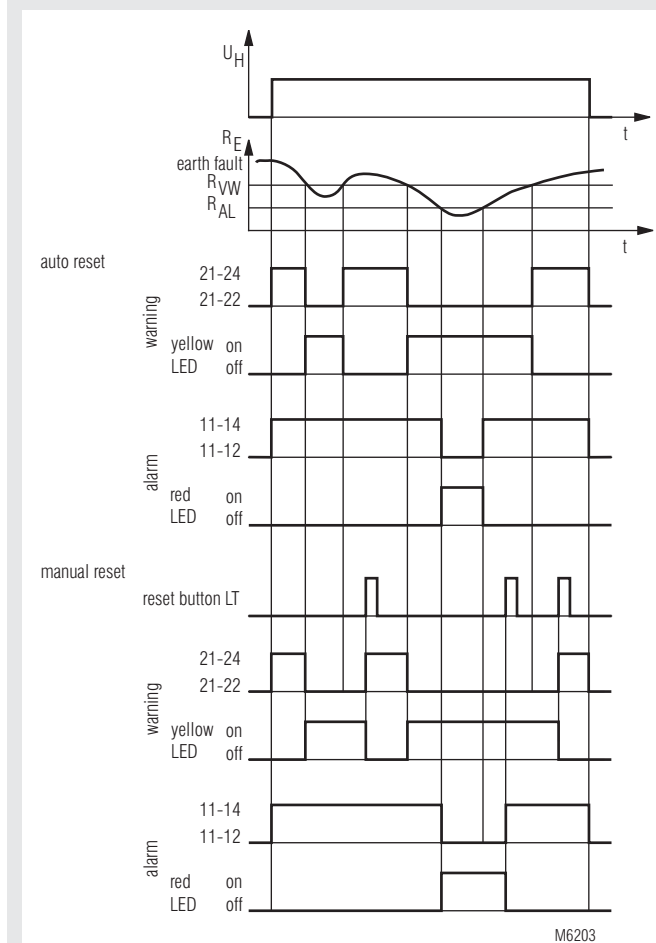 U_H
t
R_E
earth fault
R_VW
R_AL
t
auto reset
21-24
21-22
warning
yellow on
LED off
11-14
11-12
alarm
red on
LED off
manual reset
reset button LT
21-24
21-22
warning
yellow on
LED off
11-14
11-12
alarm
red on
LED off
M6203